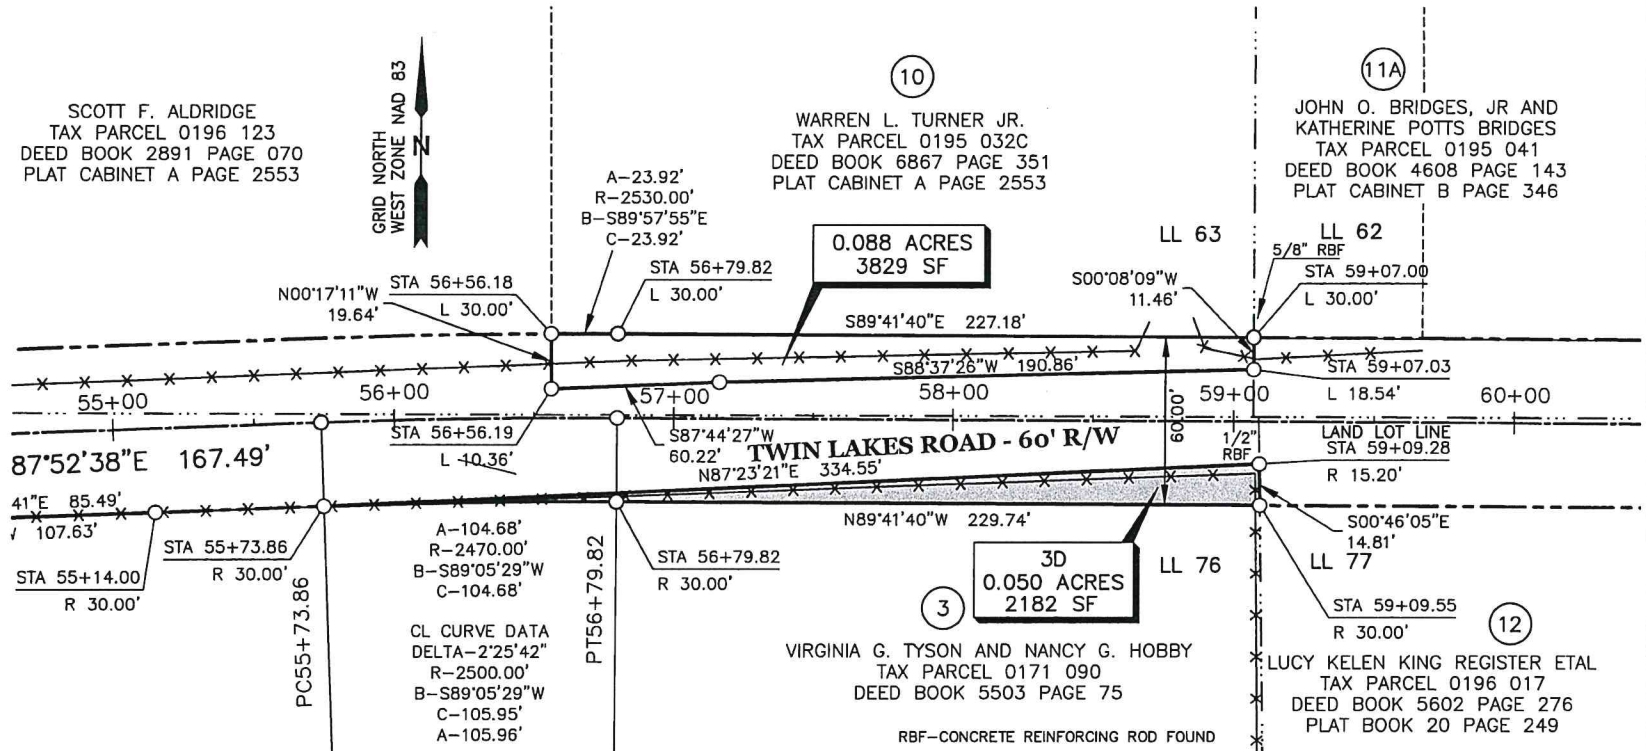 SCOTT F. ALDRIDGE
TAX PARCEL 0196 123
DEED BOOK 2891 PAGE 070
PLAT CABINET A PAGE 2553
GRID NORTH
WEST ZONE NAD 83
N
10
WARREN L. TURNER JR.
TAX PARCEL 0195 032C
DEED BOOK 6867 PAGE 351
PLAT CABINET A PAGE 2553
11A
JOHN O. BRIDGES, JR AND
KATHERINE POTTS BRIDGES
TAX PARCEL 0195 041
DEED BOOK 4608 PAGE 143
PLAT CABINET B PAGE 346
A-23.92'
R-2530.00'
B-S89°57'55"E
C-23.92'
0.088 ACRES
3829 SF
LL 63
LL 62
5/8" RBF
STA 59+07.00
L 30.00'
N00°17'11"W
19.64'
STA 56+56.18
L 30.00'
STA 56+79.82
L 30.00'
S00°08'09"W
11.46'
S89°41'40"E 227.18'
S88°37'26"W 190.86'
STA 59+07.03
L 18.54'
55+00
56+00
57+00
58+00
59+00
60+00
STA 56+56.19
L 10.36'
S87°44'27"W
60.22'
TWIN LAKES ROAD - 60' R/W
60.00'
1/2"
RBF
LAND LOT LINE
STA 59+09.28
R 15.20'
87°52'38"E 167.49'
N87°23'21"E 334.55'
41"E 85.49'
107.63'
N89°41'40"W 229.74'
S00°46'05"E
14.81'
STA 55+14.00
R 30.00'
STA 55+73.86
R 30.00'
A-104.68'
R-2470.00'
B-S89°05'29"W
C-104.68'
STA 56+79.82
R 30.00'
3D
0.050 ACRES
2182 SF
LL 76
LL 77
STA 59+09.55
R 30.00'
PC55+73.86
CL CURVE DATA
DELTA-2°25'42"
R-2500.00'
B-S89°05'29"W
C-105.95'
A-105.96'
PT56+79.82
3
VIRGINIA G. TYSON AND NANCY G. HOBBY
TAX PARCEL 0171 090
DEED BOOK 5503 PAGE 75
12
LUCY KELEN KING REGISTER ETAL
TAX PARCEL 0196 017
DEED BOOK 5602 PAGE 276
PLAT BOOK 20 PAGE 249
RBF-CONCRETE REINFORCING ROD FOUND